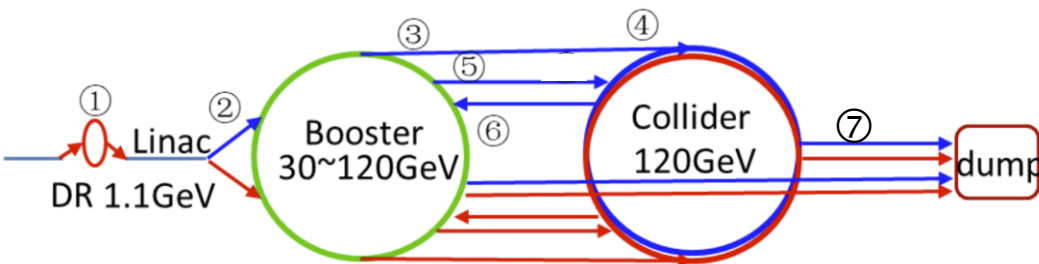 ③
④
⑤
①
②
⑦
Linac
Booster
30~120GeV
⑥
Collider
120GeV
dump
DR 1.1GeV